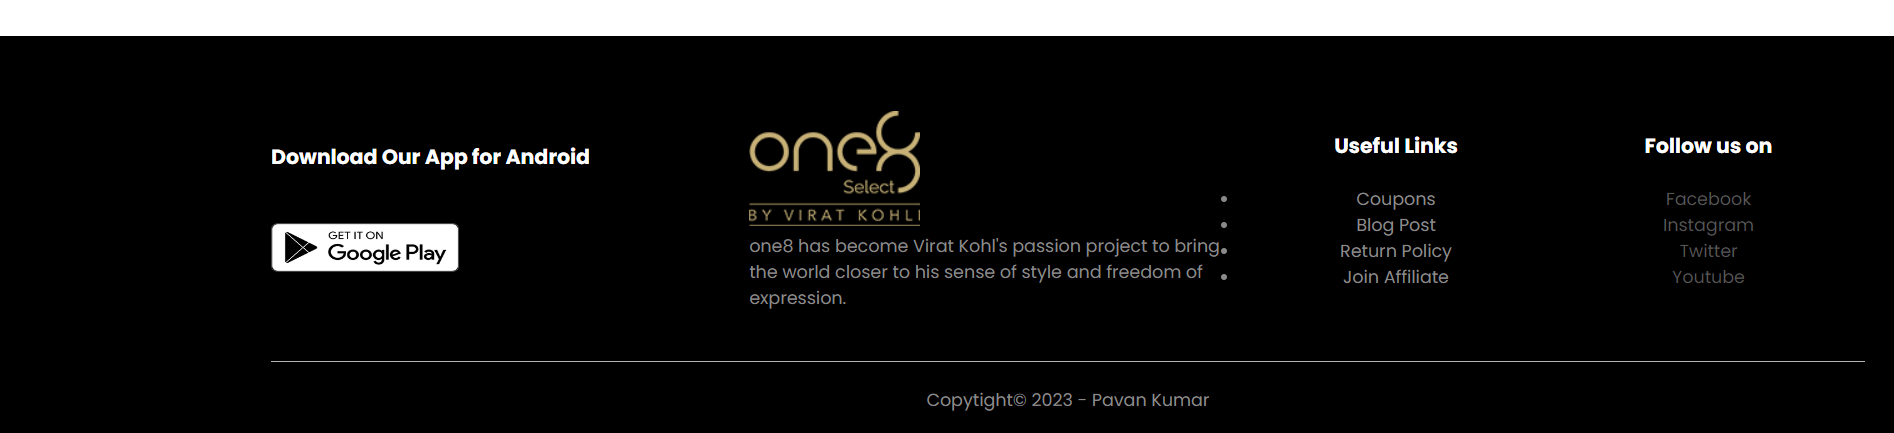 Download Our App for Android
GET IT ON
Google Play
one8
Select
BY VIRAT KOHLI
one8 has become Virat Kohl's passion project to bring
the world closer to his sense of style and freedom of
expression.
Useful Links
• Coupons
• Blog Post
• Return Policy
• Join Affiliate
Follow us on
Facebook
Instagram
Twitter
Youtube
Copytight© 2023 - Pavan Kumar